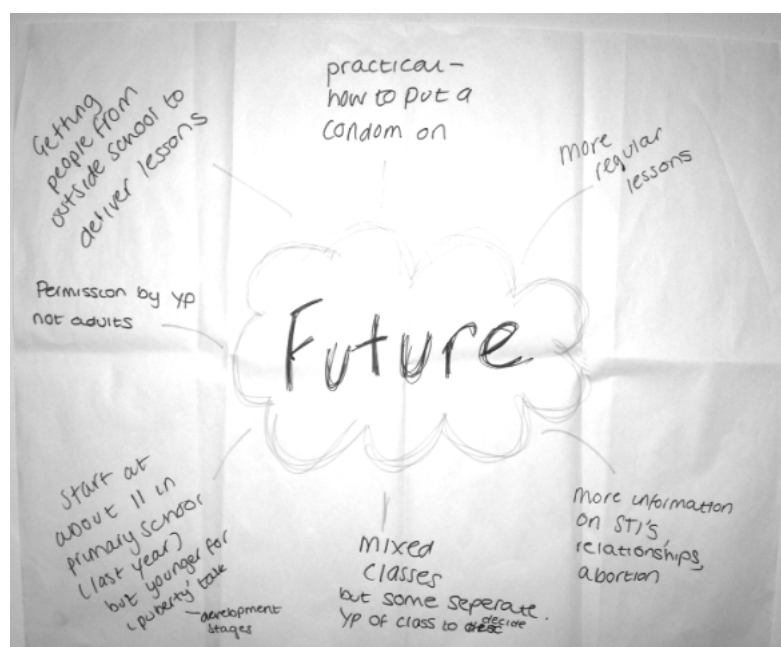 Getting
people from
outside school to
deliver lessons
practical-
how to put a
condom on
more
regular
lessons
Permission by YP
not adults
Future
Start at
about 11 in
primary school
(last year)
but younger for
'puberty' talk
- development
stages
mixed
classes
but some seperate.
YP of class to decide
more information
on STI's,
relationships,
abortion